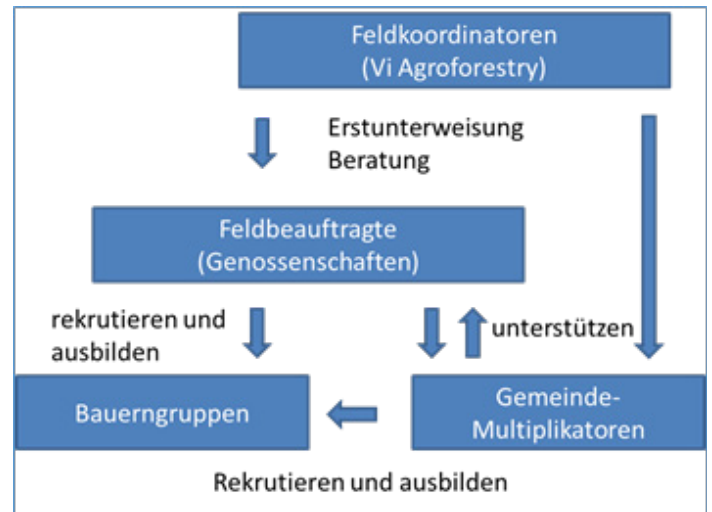 Feldkoordinatoren
(Vi Agroforestry)
Erstunterweisung
Beratung
Feldbeauftragte
(Genossenschaften)
rekrutieren und
ausbilden
unterstützen
Bauerngruppen
Gemeinde-
Multiplikatoren
Rekrutieren und ausbilden